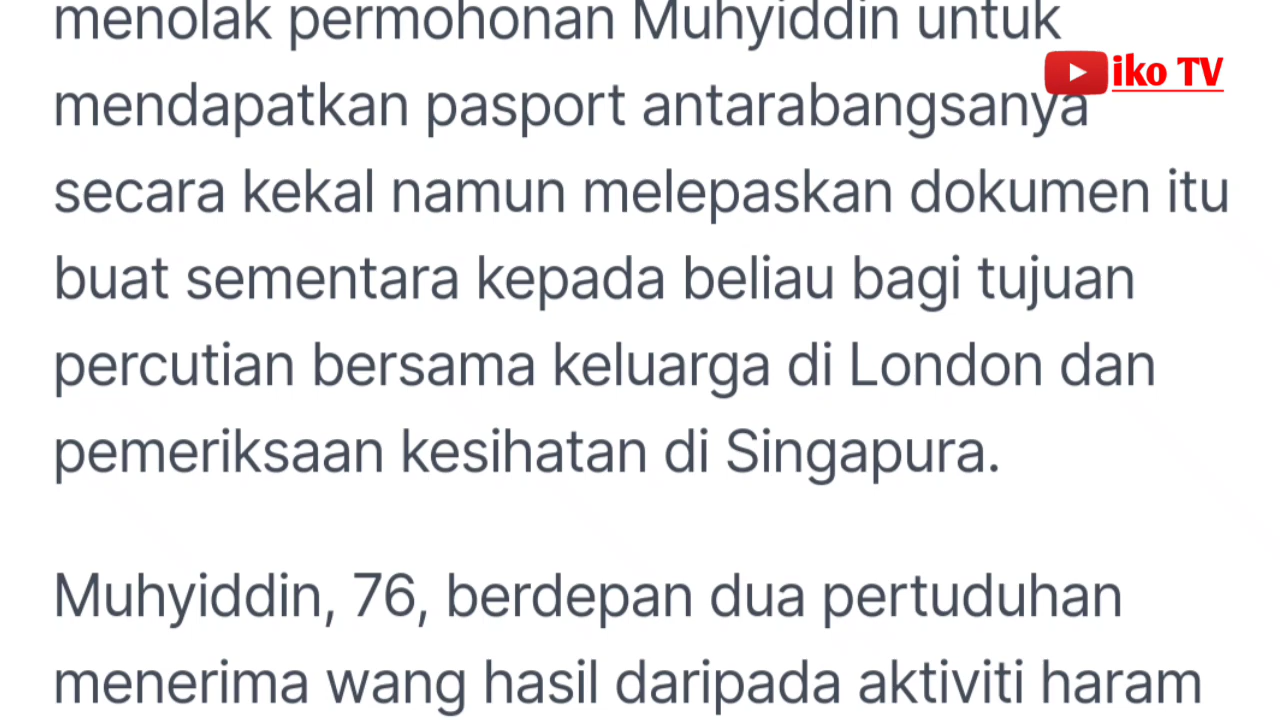 menolak permohonan Muhyiddin untuk
iko TV
mendapatkan pasport antarabangsanya
secara kekal namun melepaskan dokumen itu
buat sementara kepada beliau bagi tujuan
percutian bersama keluarga di London dan
pemeriksaan kesihatan di Singapura.
Muhyiddin, 76, berdepan dua pertuduhan
menerima wang hasil daripada aktiviti haram